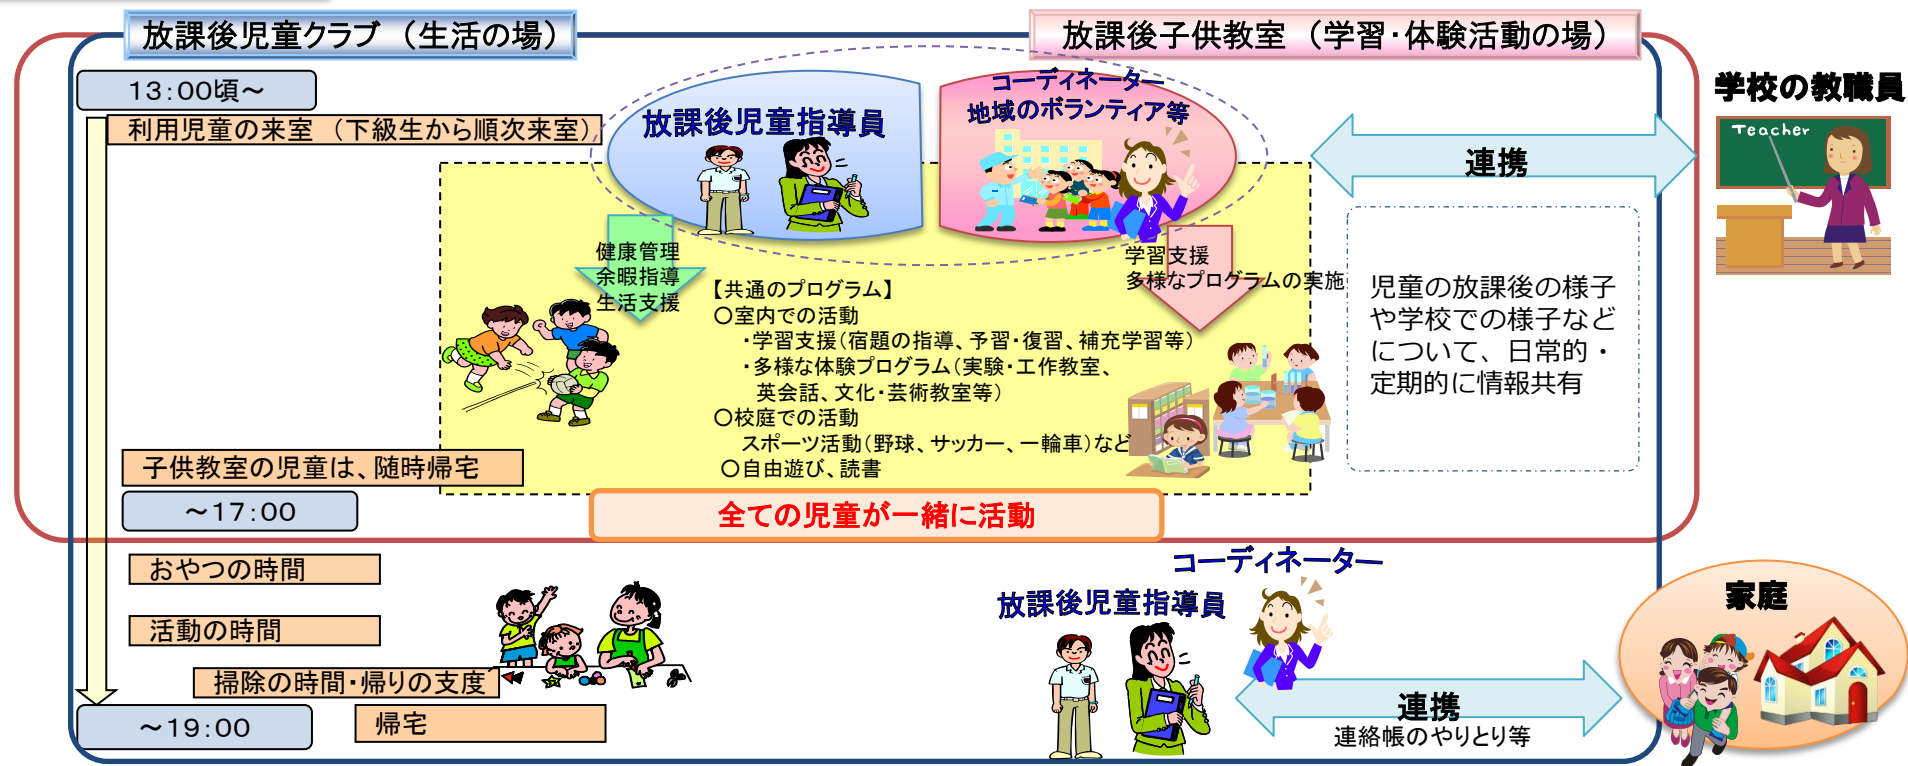 放課後児童クラブ （生活の場）
放課後子供教室 （学習・体験活動の場）
13：00頃～
利用児童の来室 （下級生から順次来室）
放課後児童指導員
コーディネーター
地域のボランティア等
学校の教職員
Teacher
連携
健康管理
余暇指導
生活支援
学習支援
多様なプログラムの実施
【共通のプログラム】
○室内での活動
・学習支援（宿題の指導、予習・復習、補充学習等）
・多様な体験プログラム（実験・工作教室、
英会話、文化・芸術教室等）
○校庭での活動
スポーツ活動（野球、サッカー、一輪車）など
○自由遊び、読書
児童の放課後の様子
や学校での様子など
について、日常的・
定期的に情報共有
子供教室の児童は、随時帰宅
～17：00
全ての児童が一緒に活動
おやつの時間
活動の時間
掃除の時間・帰りの支度
～19：00
帰宅
コーディネーター
放課後児童指導員
連携
連絡帳のやりとり等
家庭